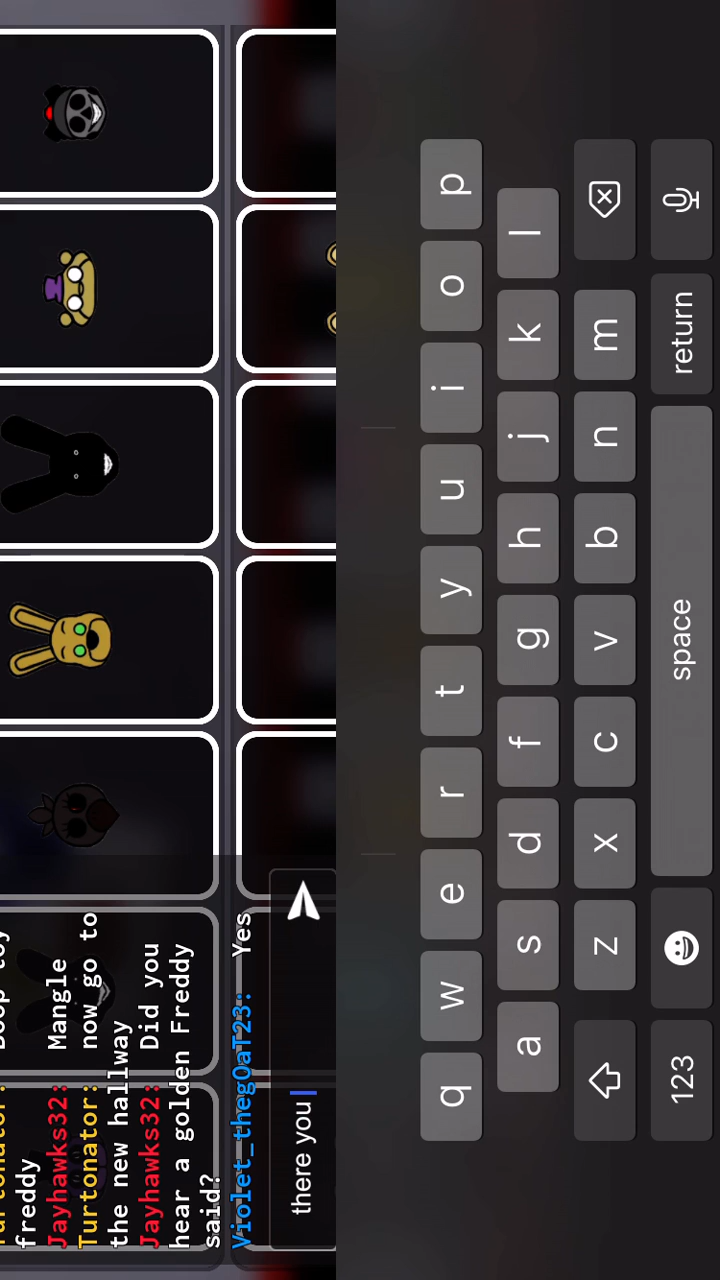 freddy
Jayhawks32: Mangle
Turtonator: now go to
the new hallway
Jayhawks32: Did you
hear a golden Freddy
said?
Violet_theg0aT23: Yes
there you
q w e r t y u i o p
a s d f g h j k l
z x c v b n m
123 space return